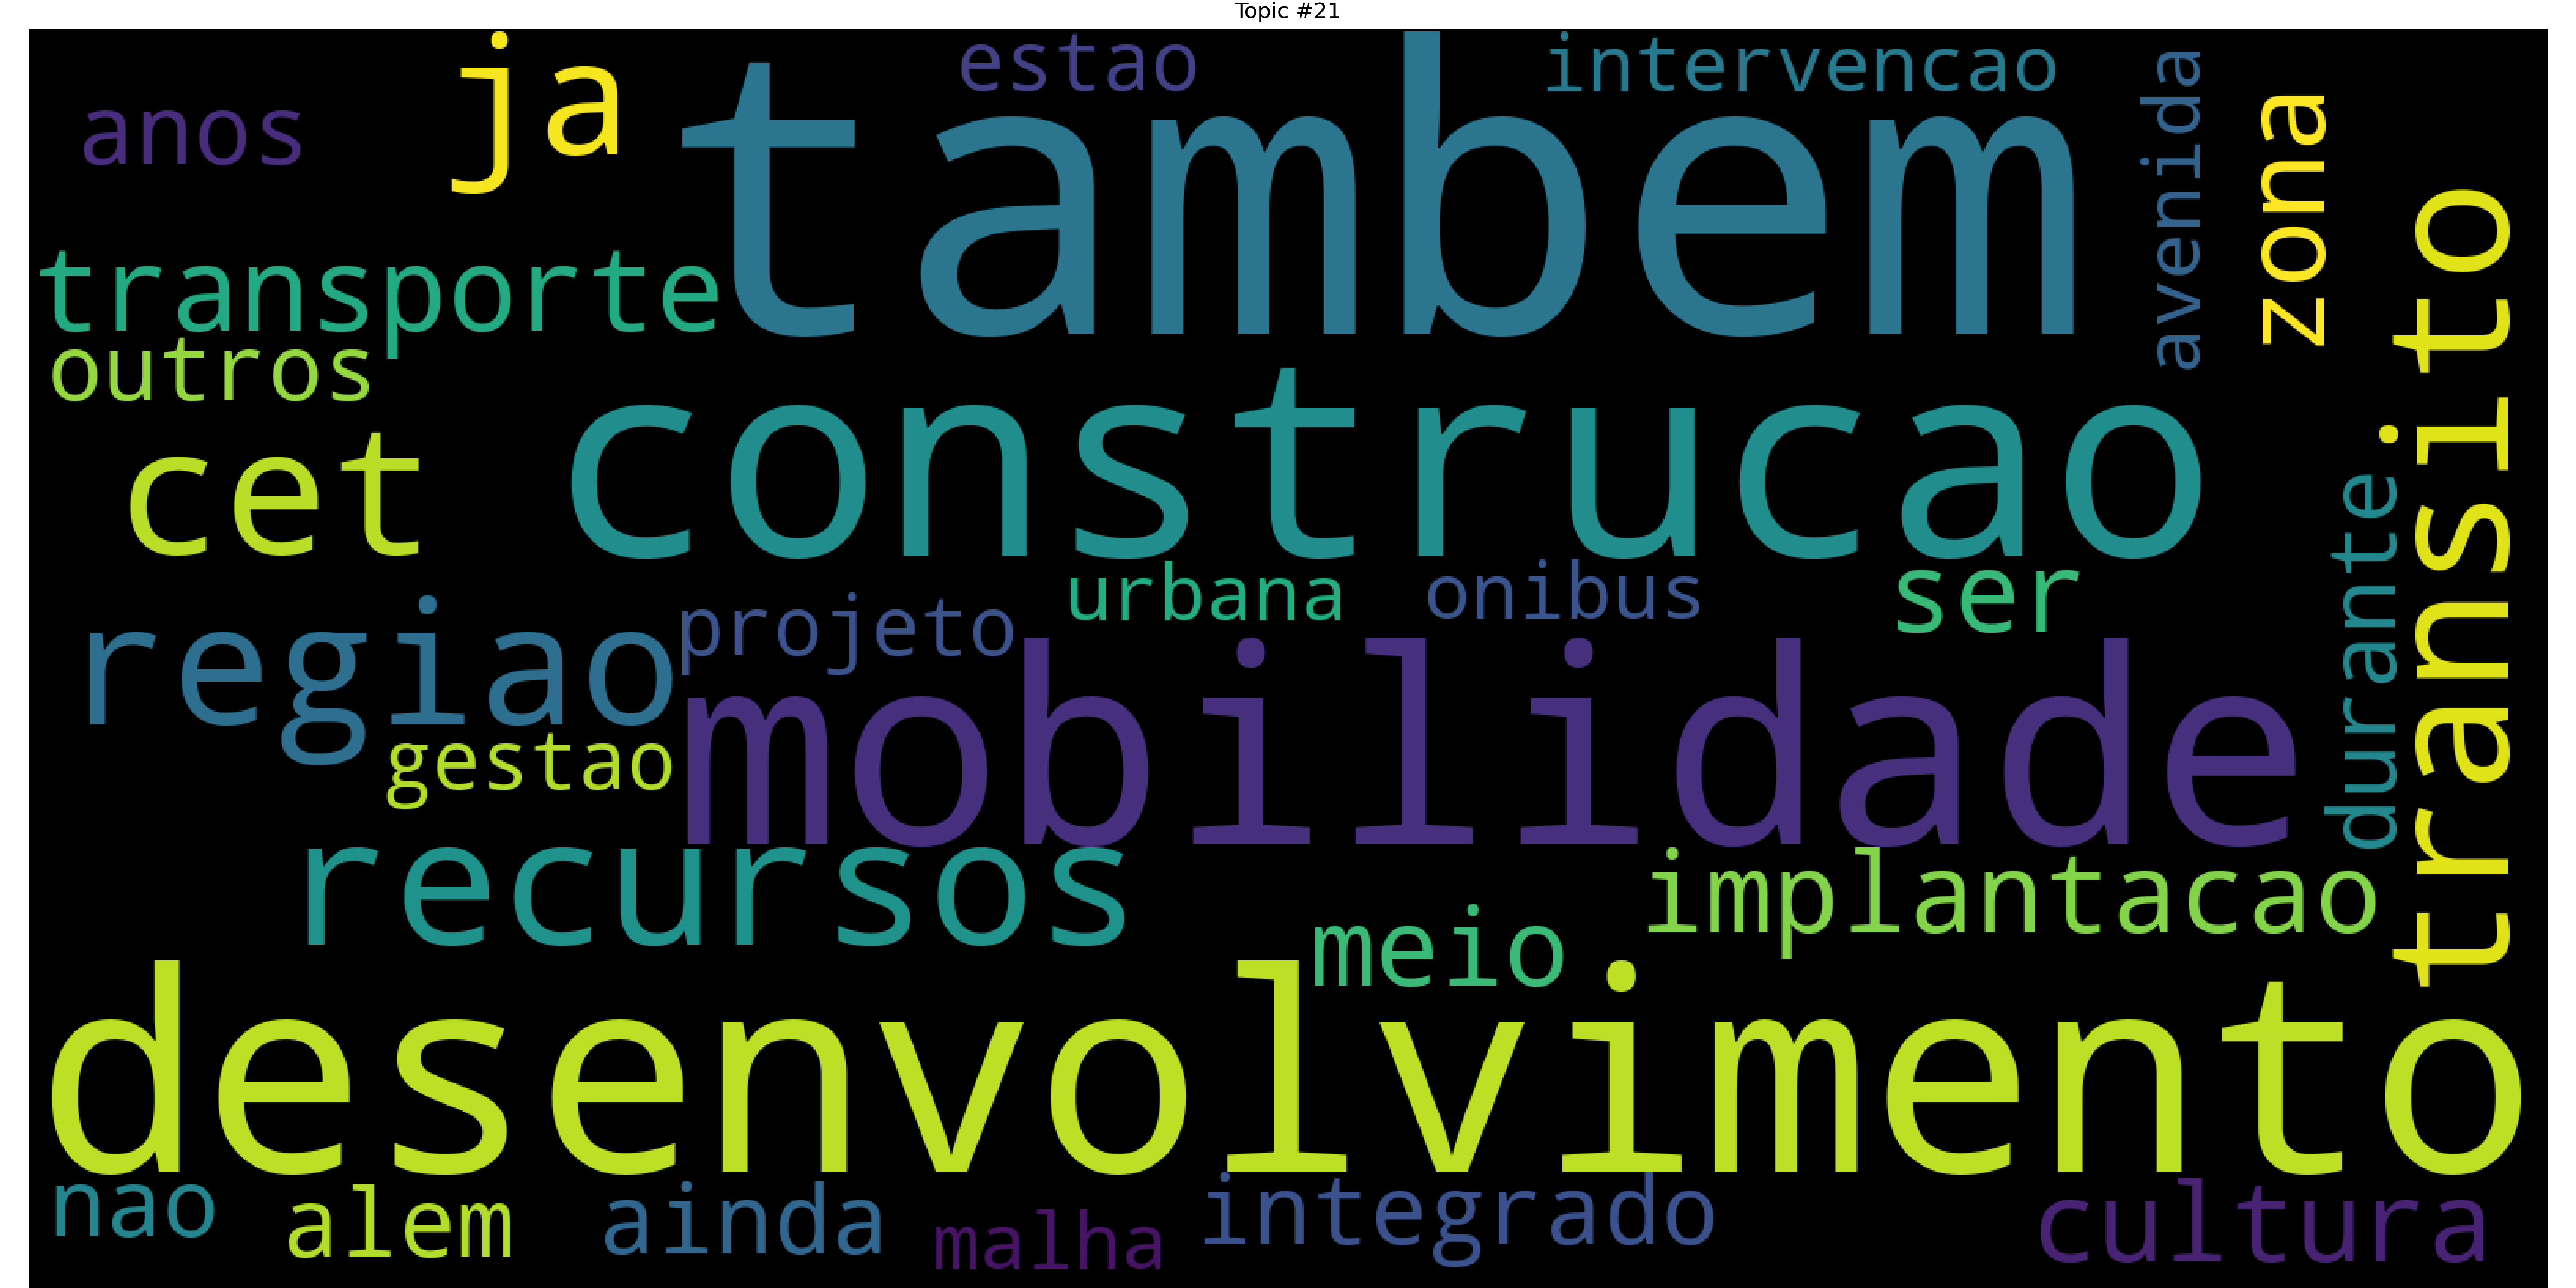 Topic #21
anos
ja
tambem
estao
intervencao
avenida
zona
transporte
outros
cet
construcao
transito
durante
urbana
onibus
ser
regiao
projeto
gestao
mobilidade
recursos
meio
implantacao
desenvolvimento
nao
alem
ainda
malha
integrado
cultura